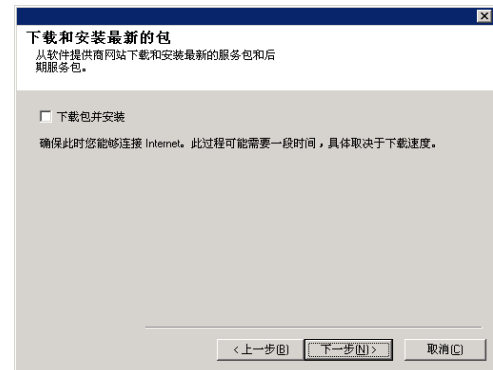 下载和安装最新的包
从软件提供商网站下载和安装最新的服务包和后
期服务包。
下载包并安装
确保此时您能够连接 Internet。此过程可能需要一段时间，具体取决于下载速度。
<上一步(B) 下一步(N)> 取消(C)